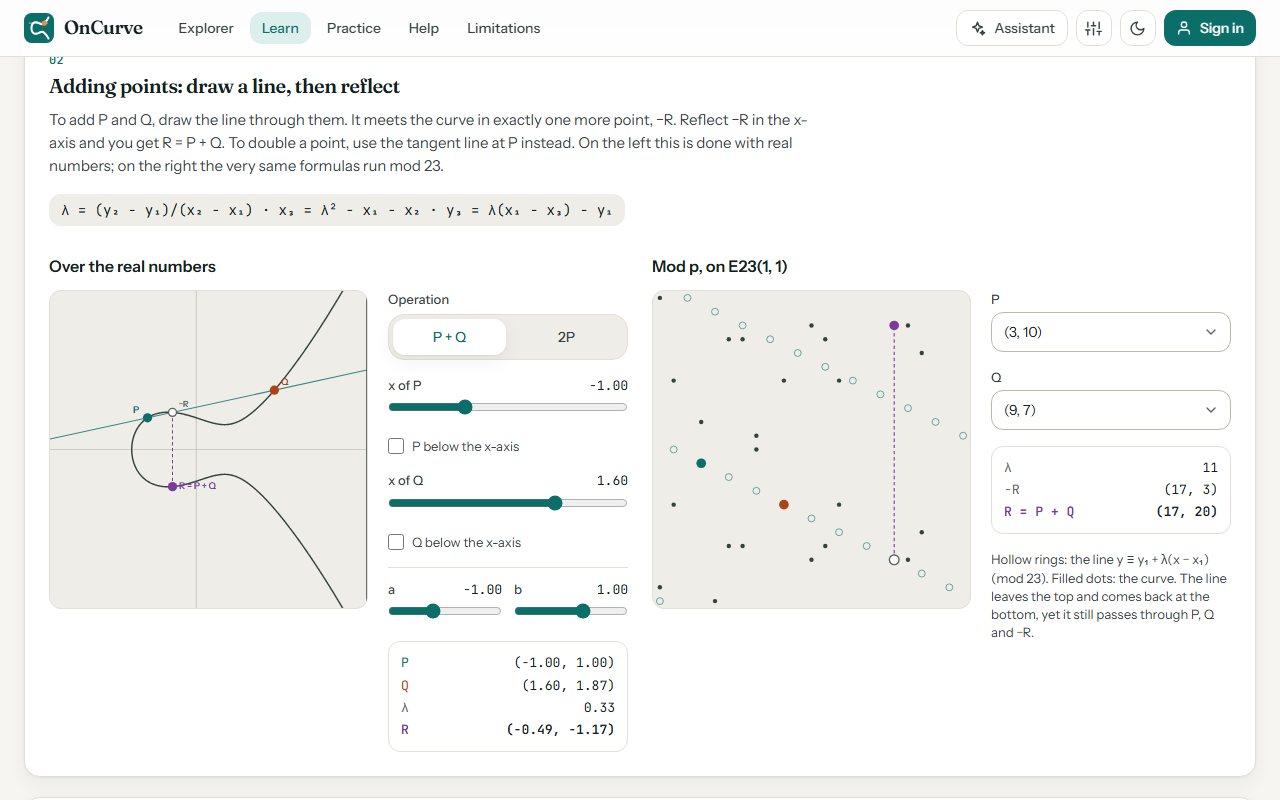 OnCurve
Explorer
Learn
Practice
Help
Limitations
Assistant
Sign in
02
Adding points: draw a line, then reflect
To add P and Q, draw the line through them. It meets the curve in exactly one more point, −R. Reflect −R in the x-
axis and you get R = P + Q. To double a point, use the tangent line at P instead. On the left this is done with real
numbers; on the right the very same formulas run mod 23.
λ = (y₂ - y₁)/(x₂ - x₁) · x₃ = λ² - x₁ - x₂ · y₃ = λ(x₁ - x₃) - y₁
Over the real numbers
P
−R
Q
R = P + Q
Operation
P + Q
2P
x of P -1.00
P below the x-axis
x of Q 1.60
Q below the x-axis
a -1.00 b 1.00
P (-1.00, 1.00)
Q (1.60, 1.87)
λ 0.33
R (-0.49, -1.17)
Mod p, on E23(1, 1)
P
(3, 10)
Q
(9, 7)
λ 11
-R (17, 3)
R = P + Q (17, 20)
Hollow rings: the line y ≡ y₁ + λ(x − x₁)
(mod 23). Filled dots: the curve. The line
leaves the top and comes back at the
bottom, yet it still passes through P, Q
and −R.